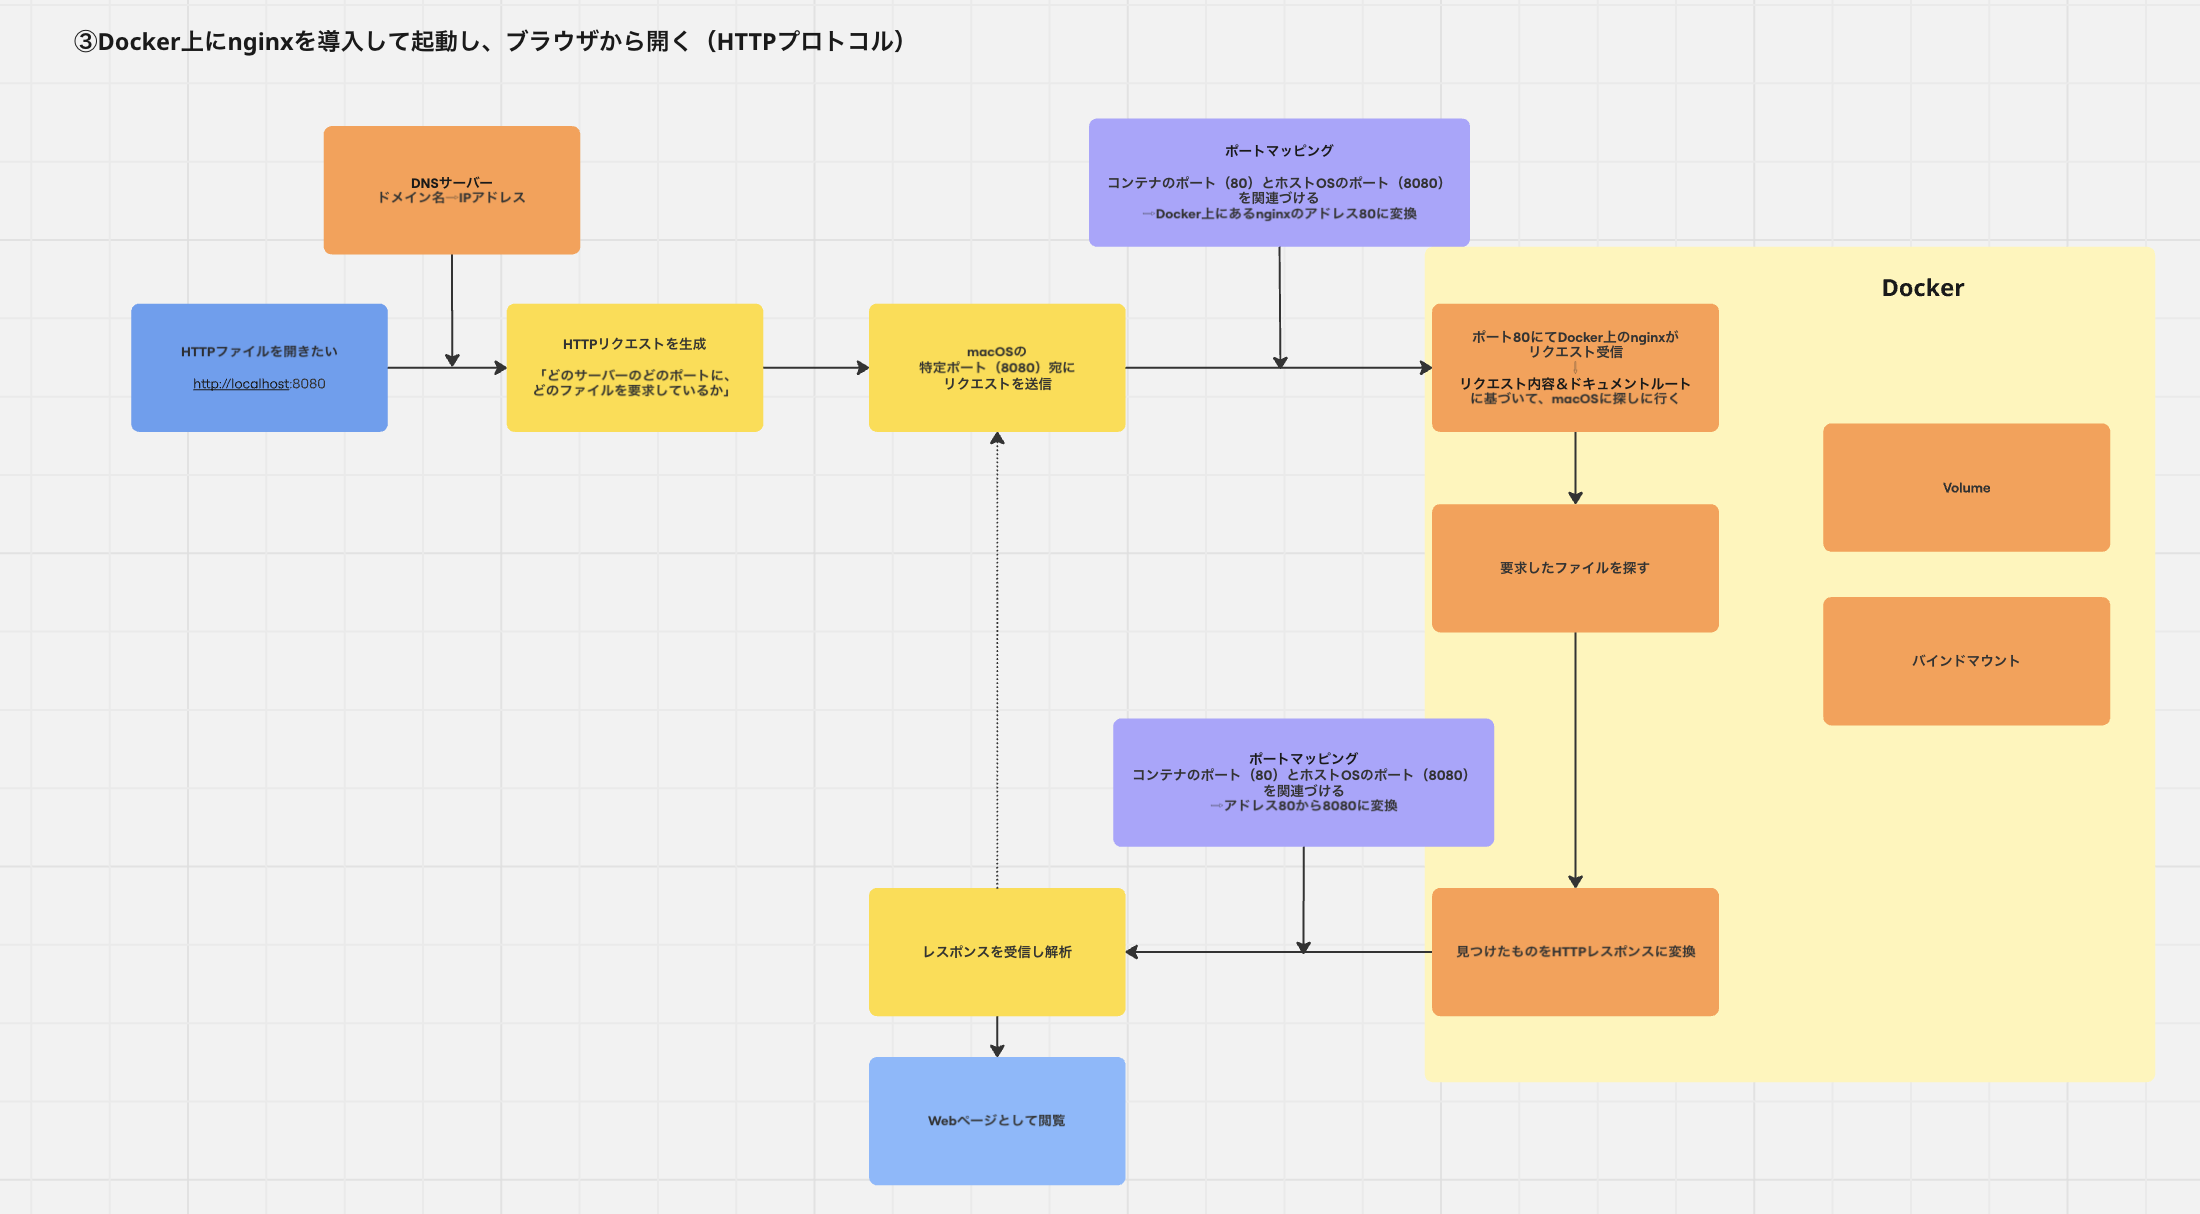 ③Docker上にnginxを導入して起動し、ブラウザから開く（HTTPプロトコル）
DNSサーバー
ドメイン名→IPアドレス
ポートマッピング
コンテナのポート（80）とホストOSのポート（8080）
を関連づける
→Docker上にあるnginxのアドレス80に変換
Docker
HTTPファイルを開きたい
http://localhost:8080
HTTPリクエストを生成
「どのサーバーのどのポートに、
どのファイルを要求しているか」
macOSの
特定ポート（8080）宛に
リクエストを送信
ポート80にてDocker上のnginxが
リクエスト受信
↓
リクエスト内容＆ドキュメントルート
に基づいて、macOSに探しに行く
Volume
要求したファイルを探す
バインドマウント
ポートマッピング
コンテナのポート（80）とホストOSのポート（8080）
を関連づける
→アドレス80から8080に変換
レスポンスを受信し解析
見つけたものをHTTPレスポンスに変換
Webページとして閲覧